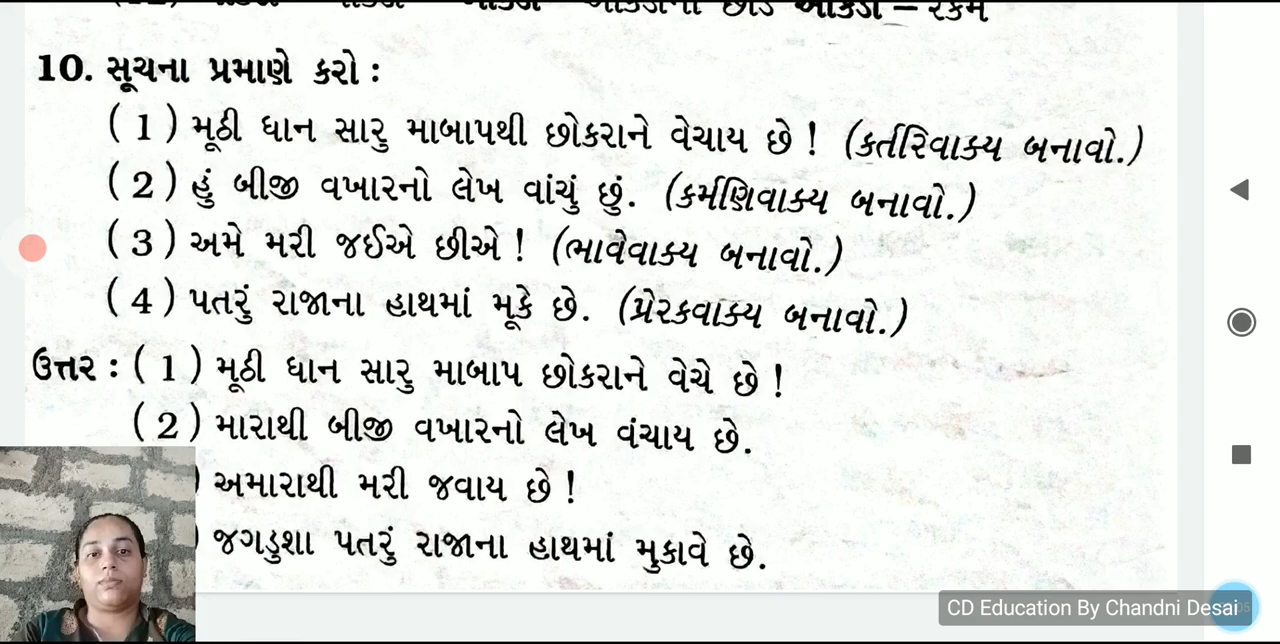 આંકડો – રકમ
10. સૂચના પ્રમાણે કરો :
( 1 ) મૂઠી ધાન સારુ માબાપથી છોકરાને વેચાય છે ! (કર્તરિવાક્ય બનાવો.)
( 2 ) હું બીજી વખારનો લેખ વાંચું છું. (કર્મણિવાક્ય બનાવો.)
( 3 ) અમે મરી જઈએ છીએ ! (ભાવેવાક્ય બનાવો.)
( 4 ) પતરું રાજાના હાથમાં મૂકે છે. (પ્રેરકવાક્ય બનાવો.)
ઉત્તર : ( 1 ) મૂઠી ધાન સારુ માબાપ છોકરાને વેચે છે !
( 2 ) મારાથી બીજી વખારનો લેખ વંચાય છે.
) અમારાથી મરી જવાય છે !
) જગડુશા પતરું રાજાના હાથમાં મુકાવે છે.
CD Education By Chandni Desai